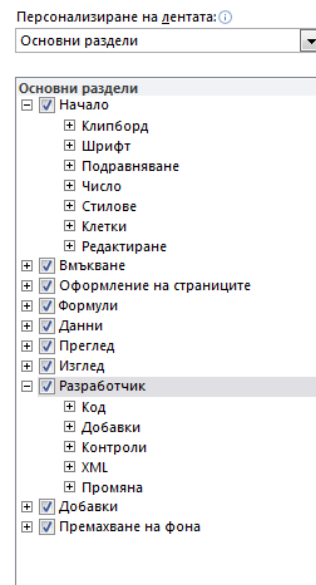 Персонализиране на дентата:
Основни раздели
Основни раздели
Начало
Клипборд
Шрифт
Подравняване
Число
Стилове
Клетки
Редактиране
Вмъкване
Оформление на страниците
Формули
Данни
Преглед
Изглед
Разработчик
Код
Добавки
Контроли
XML
Промяна
Добавки
Премахване на фона